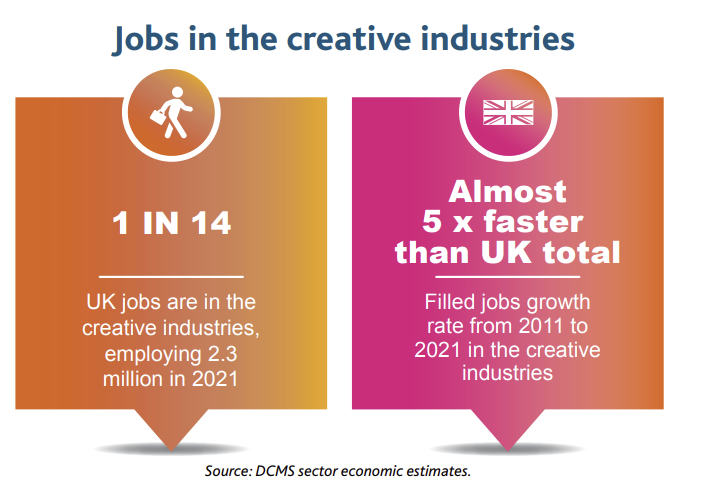 Jobs in the creative industries
1 IN 14
UK jobs are in the
creative industries,
employing 2.3
million in 2021
Almost
5 x faster
than UK total
Filled jobs growth
rate from 2011 to
2021 in the creative
industries
Source: DCMS sector economic estimates.